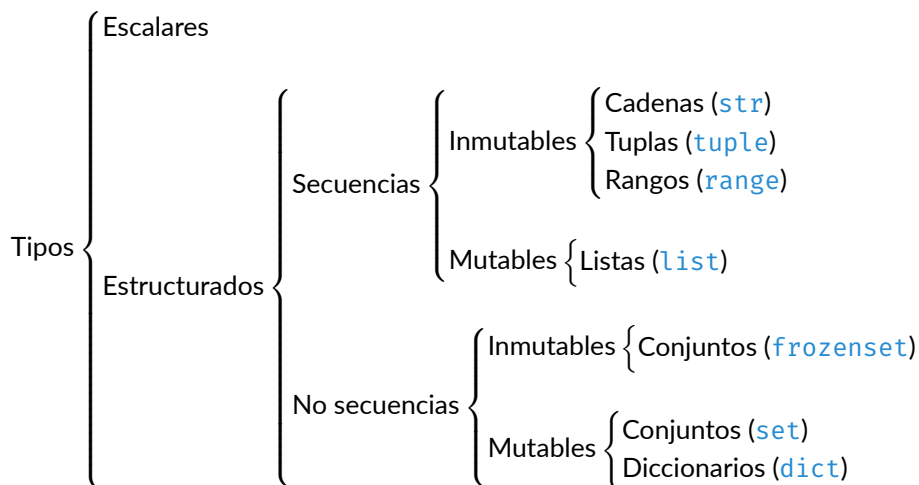 Tipos
Escalares
Estructurados
Secuencias
Inmutables
Cadenas (str)
Tuplas (tuple)
Rangos (range)
Mutables
Listas (list)
No secuencias
Inmutables
Conjuntos (frozenset)
Mutables
Conjuntos (set)
Diccionarios (dict)